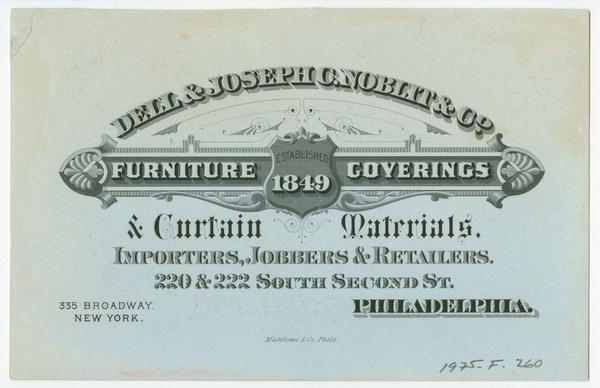 DELL & JOSEPH C. NOBLIT & Co.
ESTABLISHED
FURNITURE 1849 COVERINGS
& Curtain Materials.
IMPORTERS, JOBBERS & RETAILERS.
220 & 222 SOUTH SECOND ST.
335 BROADWAY.
NEW YORK.
PHILADELPHIA.
Matthews & Co. Phila.
1975-F. 260